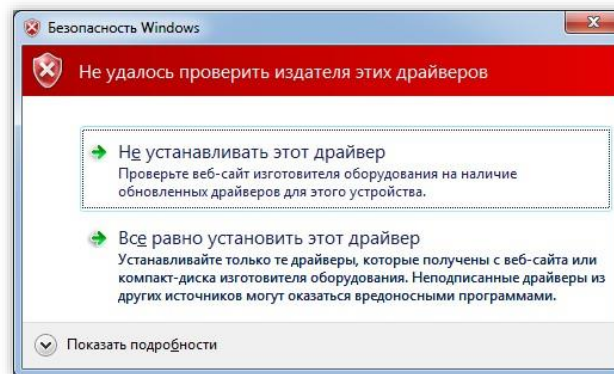 Безопасность Windows
Не удалось проверить издателя этих драйверов
Не устанавливать этот драйвер
Проверьте веб-сайт изготовителя оборудования на наличие
обновленных драйверов для этого устройства.
Все равно установить этот драйвер
Устанавливайте только те драйверы, которые получены с веб-сайта или
компакт-диска изготовителя оборудования. Неподписанные драйверы из
других источников могут оказаться вредоносными программами.
Показать подробности